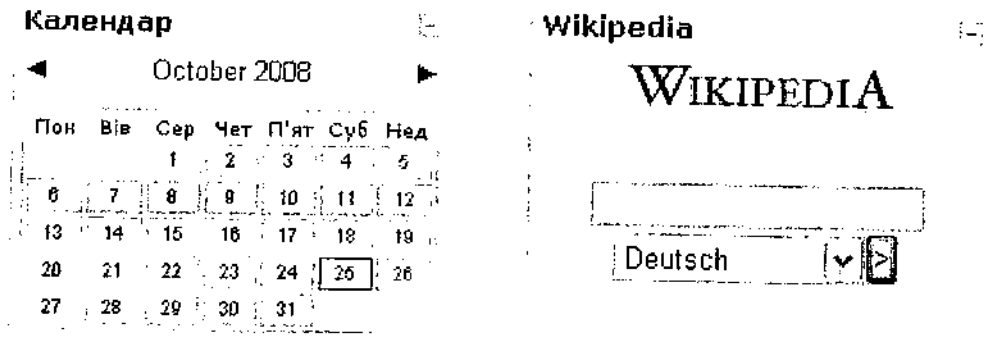 Календар
October 2008
Пон Вів Сер Чет П'ят Суб Нед
1 2 3 4 5
6 7 8 9 10 11 12
13 14 15 16 17 18 19
20 21 22 23 24 25 26
27 28 29 30 31
Wikipedia
WIKIPEDIA
Deutsch >